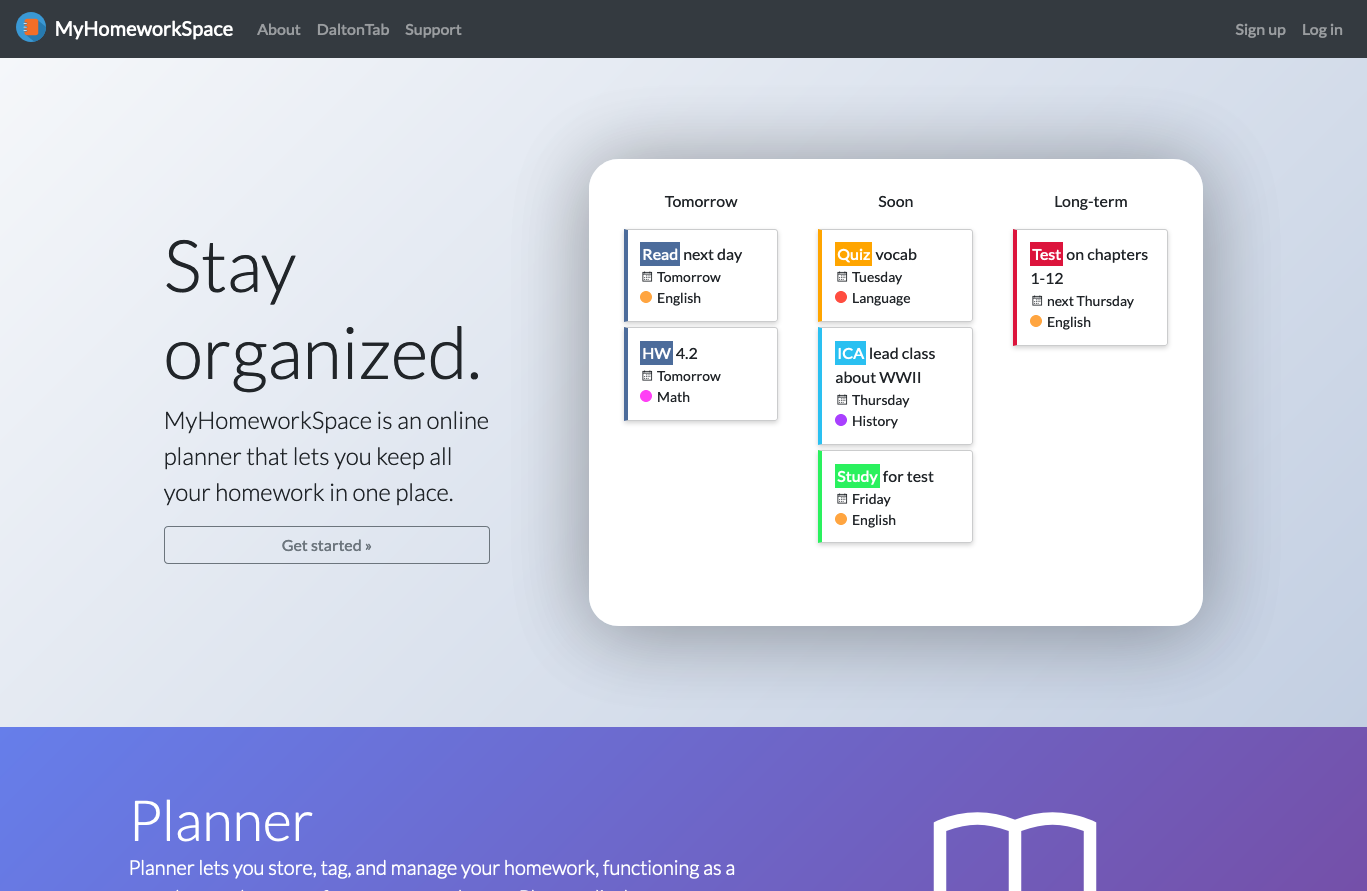 MyHomeworkSpace About DaltonTab Support Sign up Log in
Stay
organized.
MyHomeworkSpace is an online
planner that lets you keep all
your homework in one place.
Get started »
Tomorrow
Read next day
Tomorrow
English
HW 4.2
Tomorrow
Math
Soon
Quiz vocab
Tuesday
Language
ICA lead class
about WWII
Thursday
History
Study for test
Friday
English
Long-term
Test on chapters
1-12
next Thursday
English
Planner
Planner lets you store, tag, and manage your homework, functioning as a